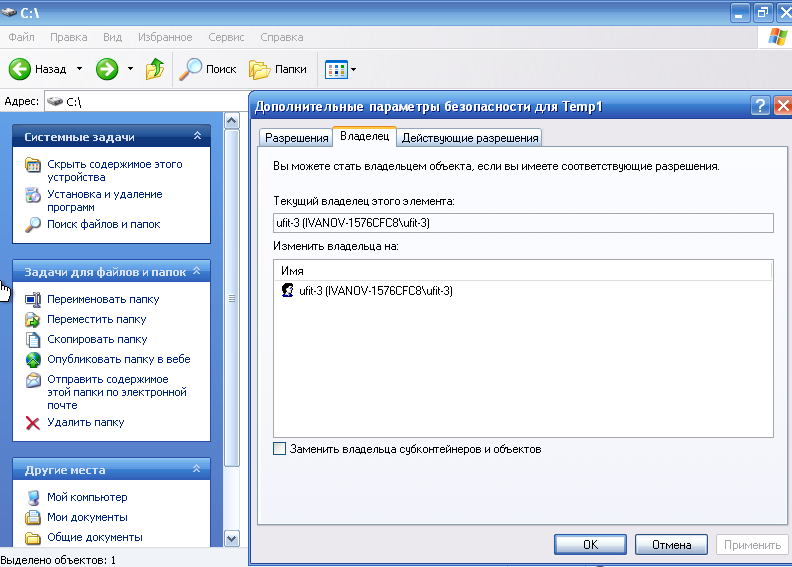 C:\
Файл Правка Вид Избранное Сервис Справка
Назад Поиск Папки
Адрес: C:\
Системные задачи
Скрыть содержимое этого
устройства
Установка и удаление
программ
Поиск файлов и папок
Задачи для файлов и папок
Переименовать папку
Переместить папку
Скопировать папку
Опубликовать папку в вебе
Отправить содержимое
этой папки по электронной
почте
Удалить папку
Другие места
Мой компьютер
Мои документы
Общие документы
Выделено объектов: 1
Дополнительные параметры безопасности для Temp1
Разрешения Владелец Действующие разрешения
Вы можете стать владельцем объекта, если вы имеете соответствующие разрешения.
Текущий владелец этого элемента:
ufit-3 (IVANOV-1576CFC8\ufit-3)
Изменить владельца на:
Имя
ufit-3 (IVANOV-1576CFC8\ufit-3)
Заменить владельца субконтейнеров и объектов
ОК Отмена Применить